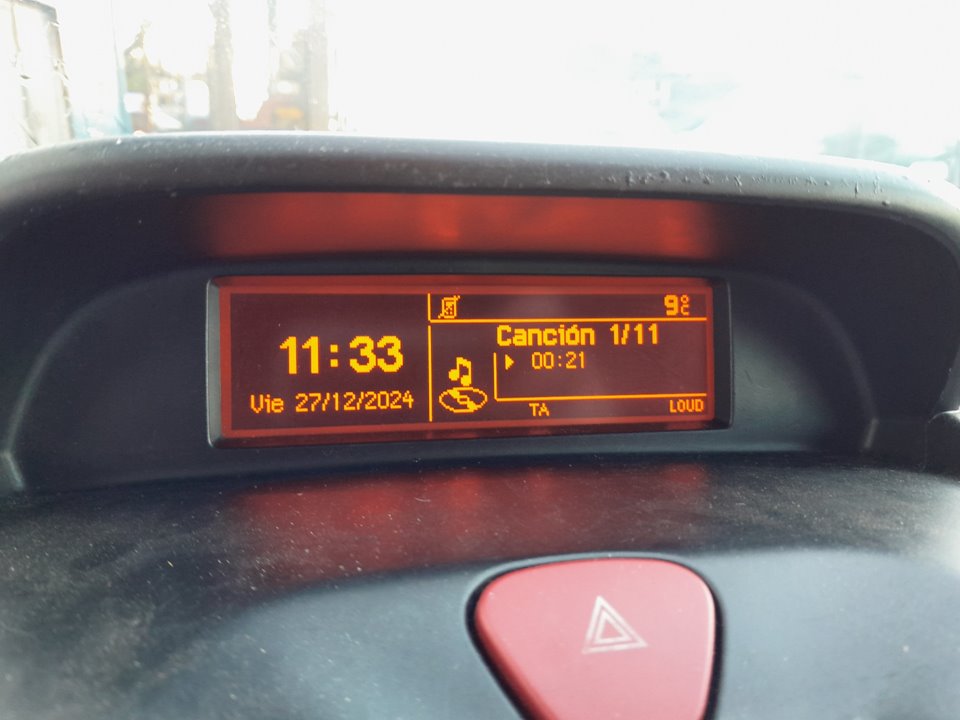 9°C
11:33
Canción 1/11
00:21
Vie 27/12/2024
TA
LOUD